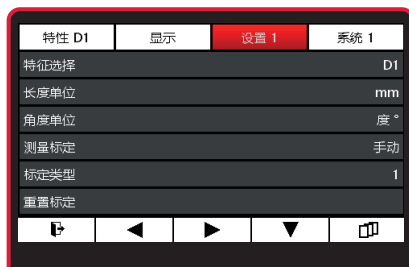 特性 D1 显示 设置 1 系统 1
特征选择 D1
长度单位 mm
角度单位 度 °
测量标定 手动
标定类型 1
重置标定